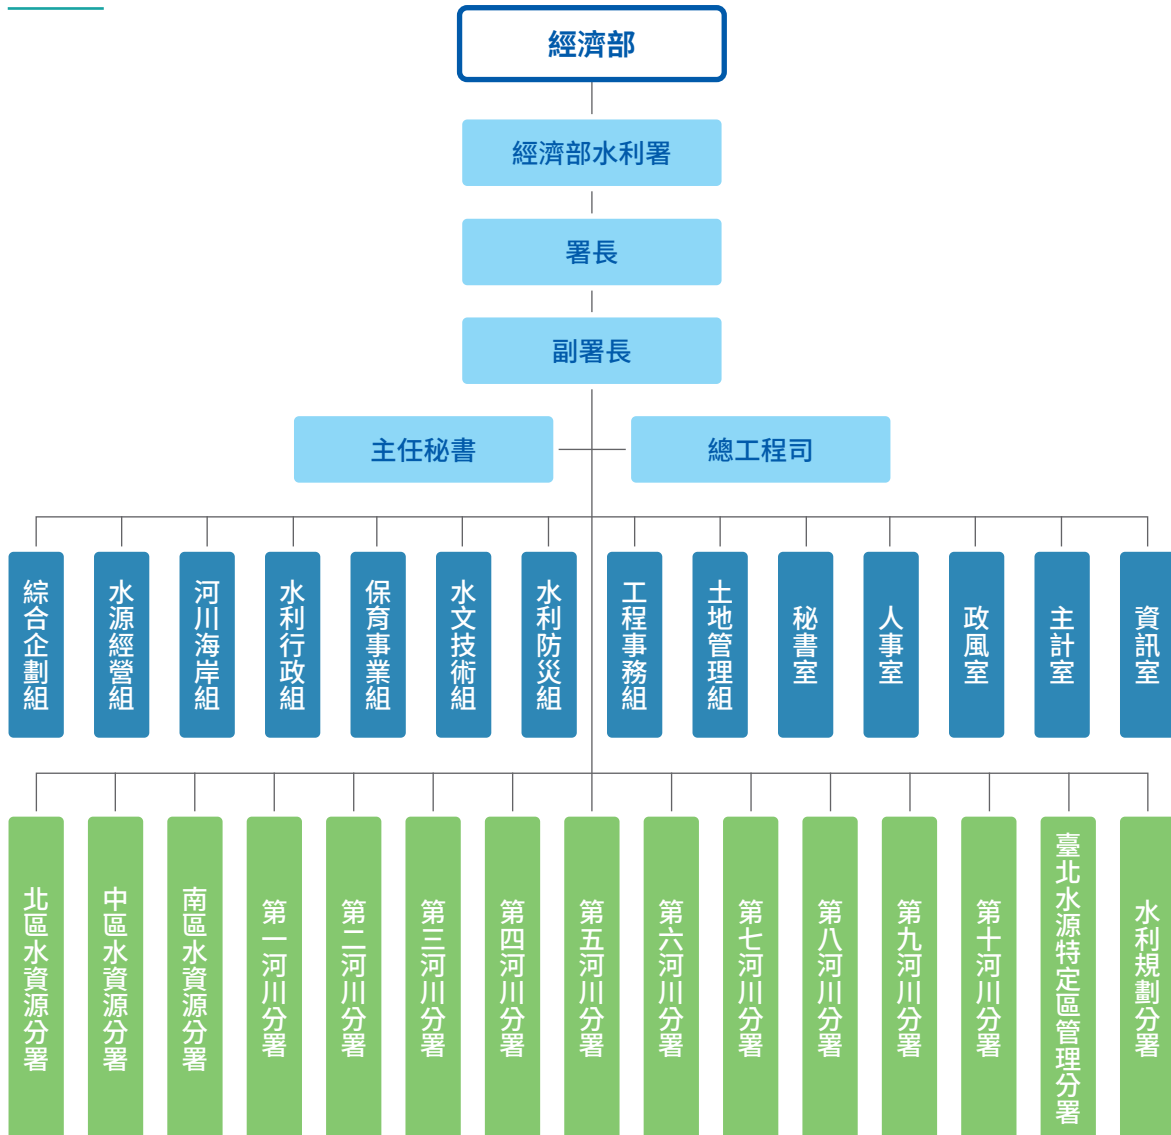 經濟部
經濟部水利署
署長
副署長
主任秘書
總工程司
綜合企劃組
水源經營組
河川海岸組
水利行政組
保育事業組
水文技術組
水利防災組
工程事務組
土地管理組
秘書室
人事室
政風室
主計室
資訊室
北區水資源分署
中區水資源分署
南區水資源分署
第一河川分署
第二河川分署
第三河川分署
第四河川分署
第五河川分署
第六河川分署
第七河川分署
第八河川分署
第九河川分署
第十河川分署
臺北水源特定區管理分署
水利規劃分署